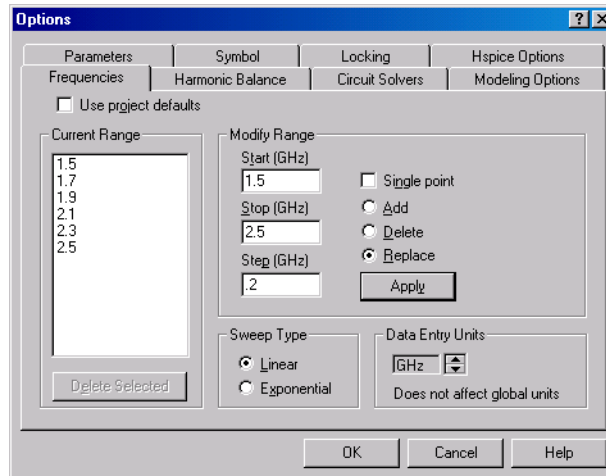 Options
Parameters
Symbol
Locking
Hspice Options
Frequencies
Harmonic Balance
Circuit Solvers
Modeling Options
Use project defaults
Current Range
1.5
1.7
1.9
2.1
2.3
2.5
Delete Selected
Modify Range
Start (GHz)
1.5
Stop (GHz)
2.5
Step (GHz)
.2
Single point
Add
Delete
Replace
Apply
Sweep Type
Linear
Exponential
Data Entry Units
GHz
Does not affect global units
OK
Cancel
Help